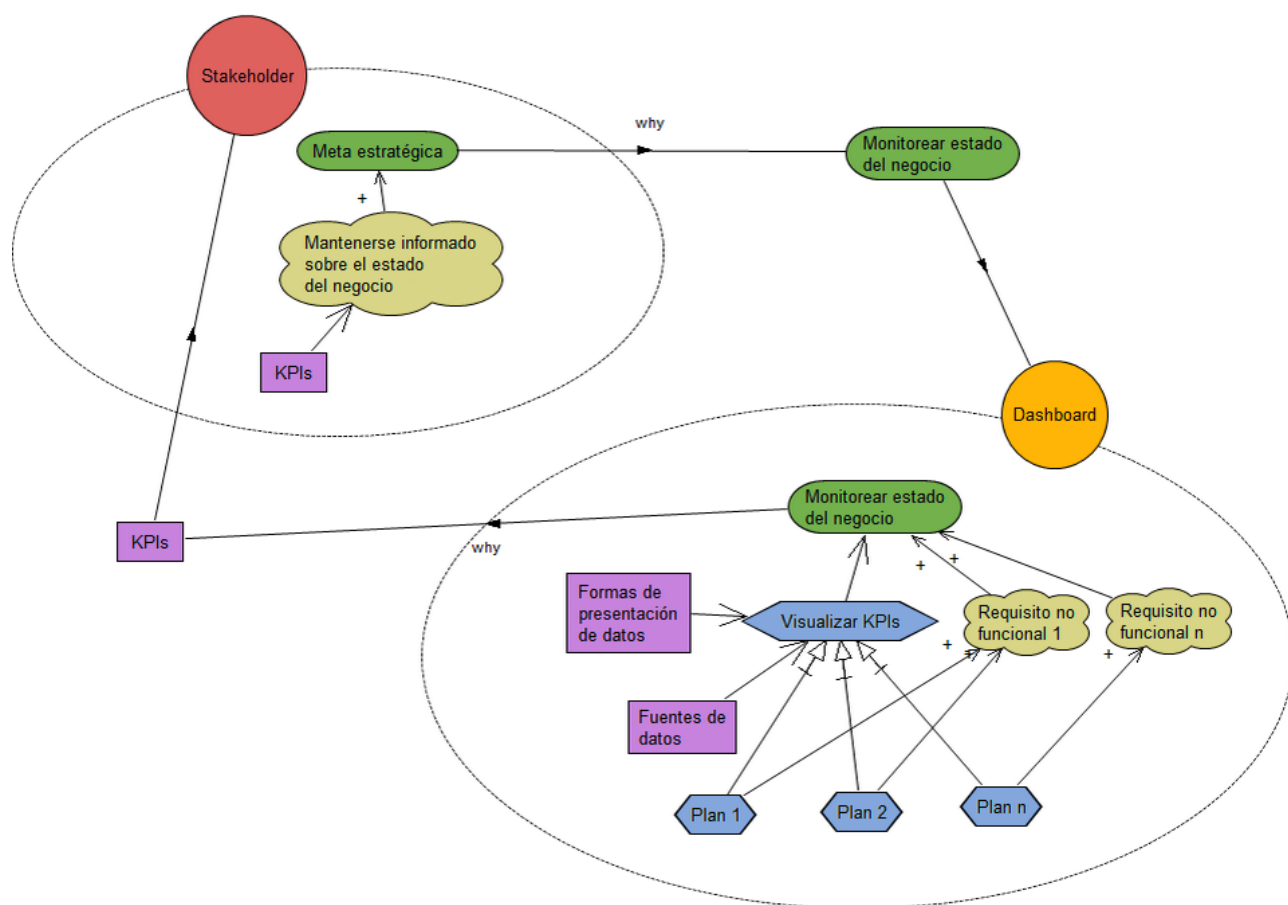 Stakeholder
why
Meta estratégica
Monitorear estado
del negocio
+
Mantenerse informado
sobre el estado
del negocio
KPIs
Dashboard
Monitorear estado
del negocio
KPIs
why
+
+
Formas de
presentación
de datos
Visualizar KPIs
Requisito no
funcional 1
Requisito no
funcional n
+
+
+
Fuentes de
datos
Plan 1
Plan 2
Plan n